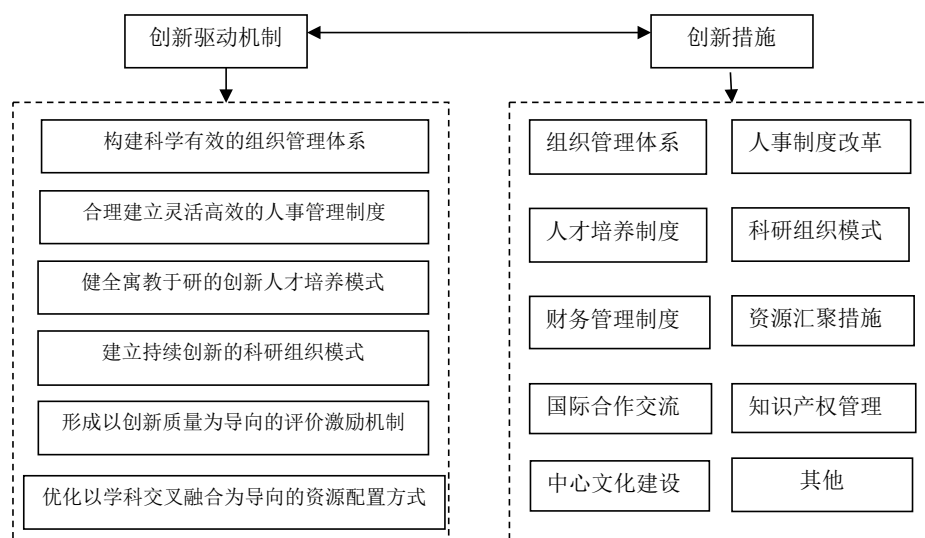 创新驱动机制
创新措施
构建科学有效的组织管理体系
合理建立灵活高效的人事管理制度
健全寓教于研的创新人才培养模式
建立持续创新的科研组织模式
形成以创新质量为导向的评价激励机制
优化以学科交叉融合为导向的资源配置方式
组织管理体系
人事制度改革
人才培养制度
科研组织模式
财务管理制度
资源汇聚措施
国际合作交流
知识产权管理
中心文化建设
其他